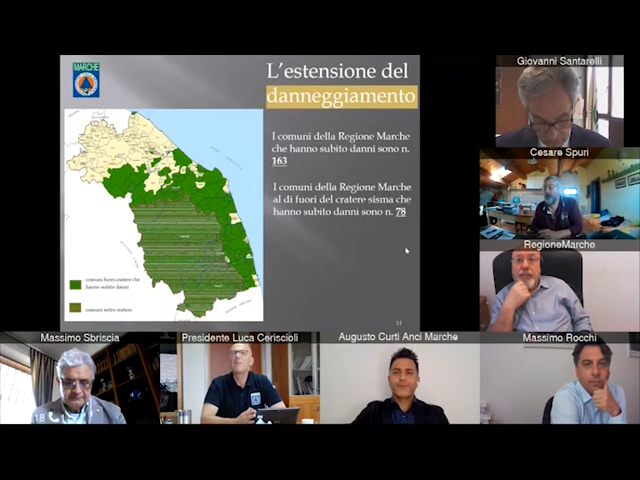 MARCHE
L'estensione del
danneggiamento
I comuni della Regione Marche
che hanno subito danni sono n.
163
I comuni della Regione Marche
al di fuori del cratere sisma che
hanno subito danni sono n. 78
comuni fuori cratere che
hanno subito danni
comuni entro cratere
Giovanni Santarelli
Cesare Spuri
RegioneMarche
Massimo Sbriscia
Presidente Luca Ceriscioli
Augusto Curti Anci Marche
Massimo Rocchi
18